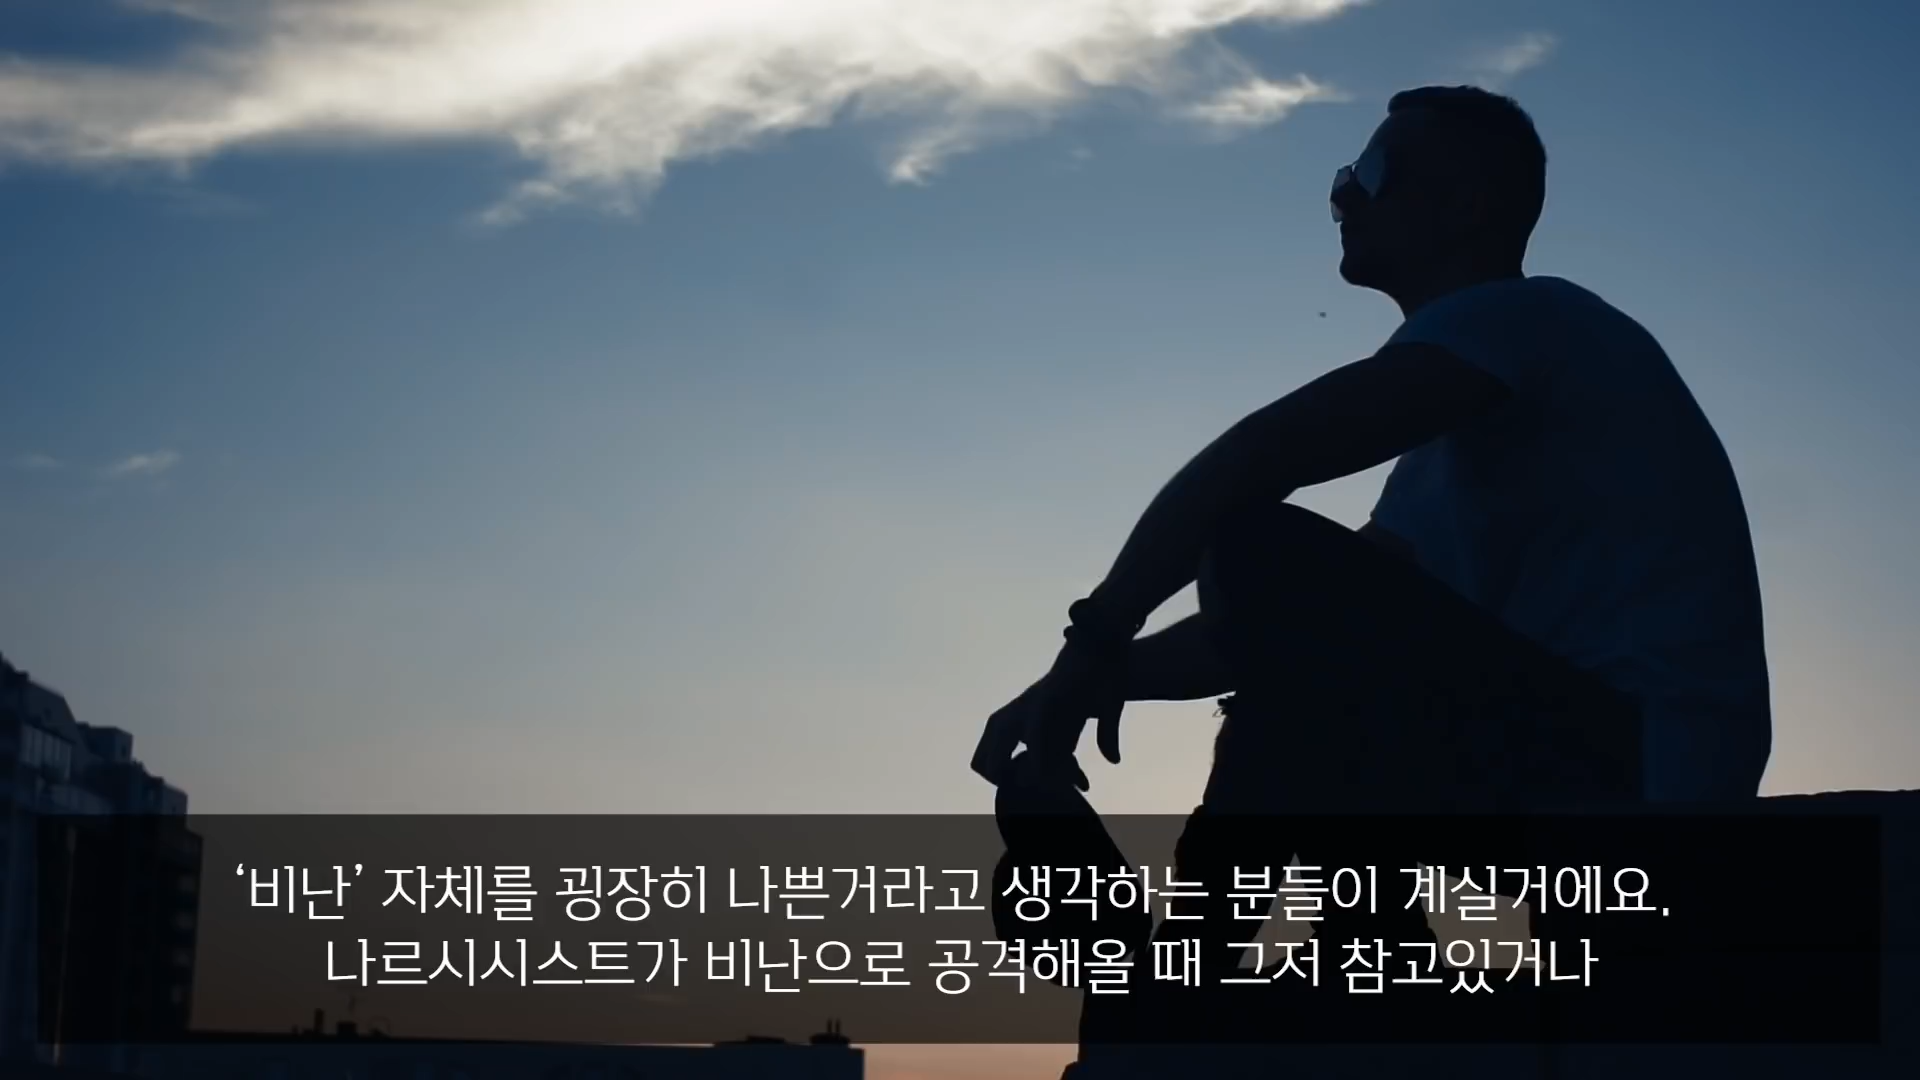 ‘비난’ 자체를 굉장히 나쁜거라고 생각하는 분들이 계실거에요.
나르시시스트가 비난으로 공격해올 때 그저 참고있거나